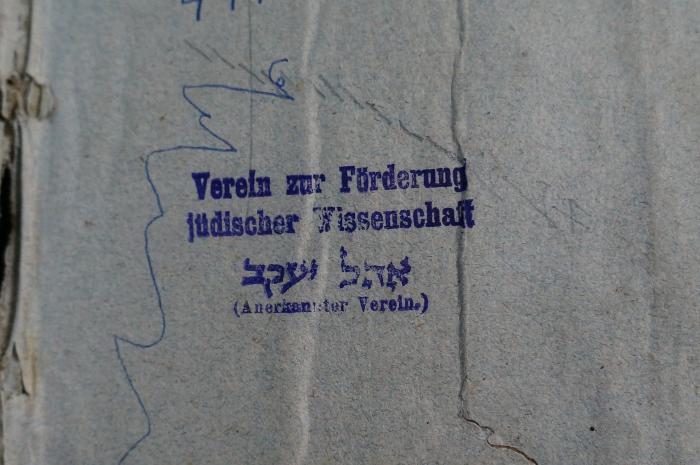 Verein zur Förderung
jüdischer Wissenschaft
אהל יעקב
(Anerkannter Verein.)